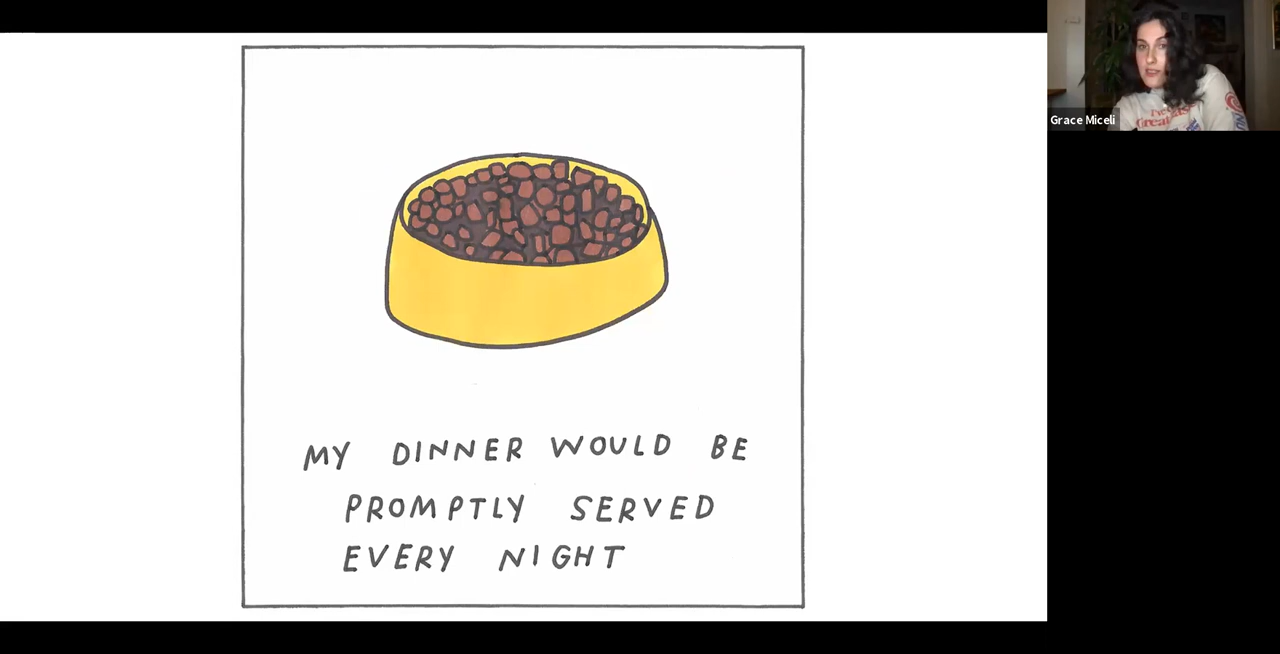 MY DINNER WOULD BE
PROMPTLY SERVED
EVERY NIGHT
Grace Miceli